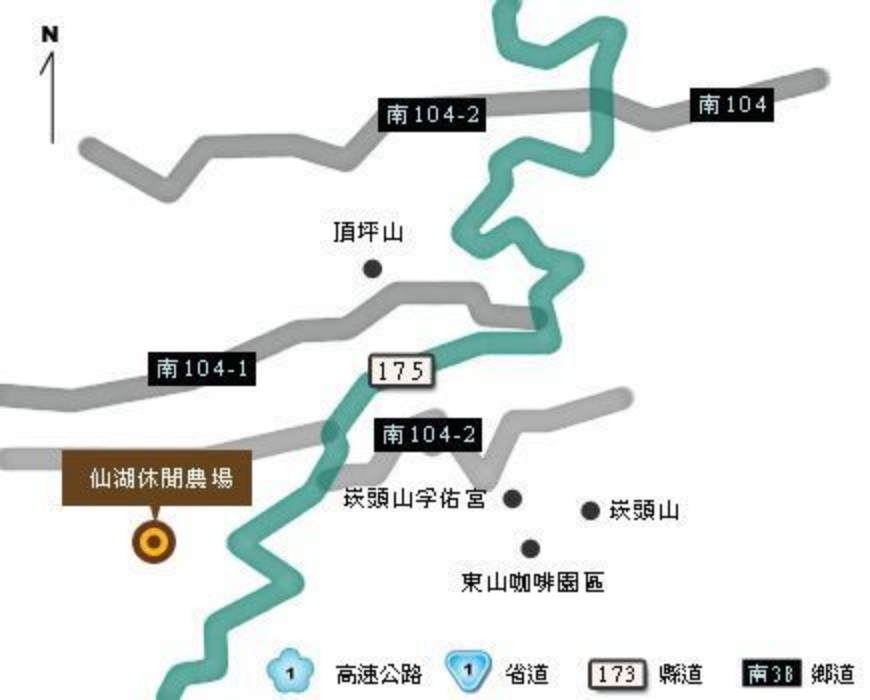 N
南104-2
南104
頂坪山
南104-1
175
南104-2
仙湖休閒農場
崁頭山孚佑宮
崁頭山
東山咖啡園區
1 高速公路
1 省道
173 縣道
南38 鄉道